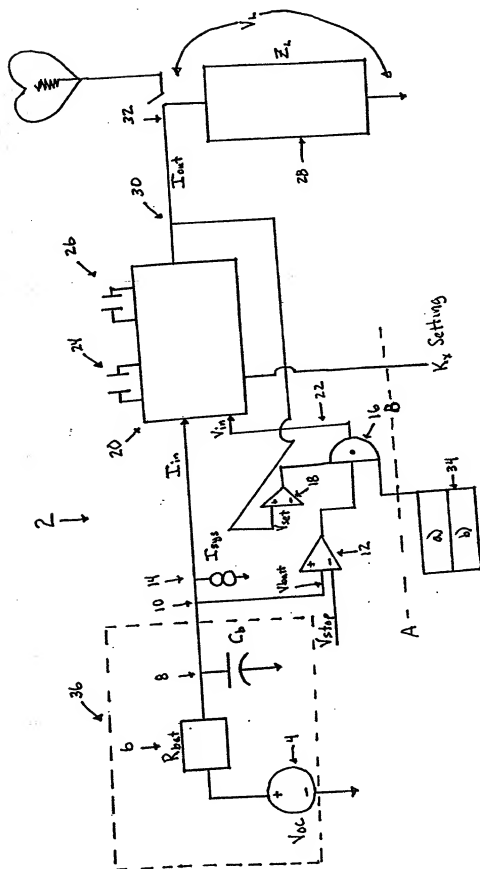 2
36
6
Rbat
8
Cb
4
Voc
+
-
10
14
Isys
Iin
20
24
26
30
Iout
32
VL
ZL
28
Vin
22
Vset
+
-
18
16
Vbatt
+
-
12
Vstop
A
B
Kx Setting
a)
b)
34